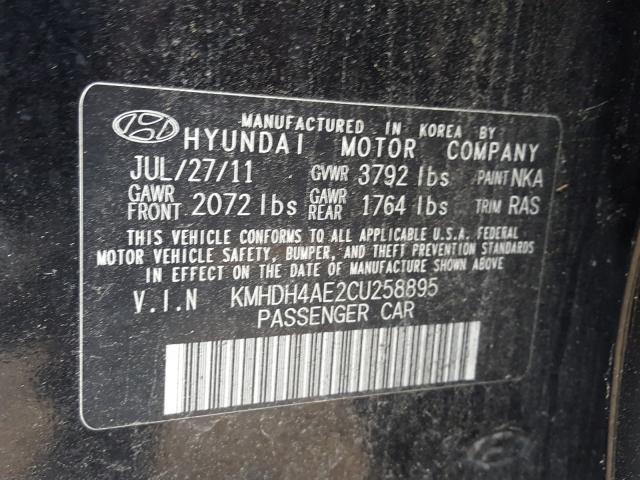 MANUFACTURED IN KOREA BY
HYUNDAI MOTOR COMPANY
JUL/27/11 GVWR 3792 lbs PAINT NKA
GAWR FRONT 2072 lbs GAWR REAR 1764 lbs TRIM RAS
THIS VEHICLE CONFORMS TO ALL APPLICABLE U.S.A. FEDERAL
MOTOR VEHICLE SAFETY, BUMPER, AND THEFT PREVENTION STANDARDS
IN EFFECT ON THE DATE OF MANUFACTURE SHOWN ABOVE
V.I.N KMHDH4AE2CU258895
PASSENGER CAR